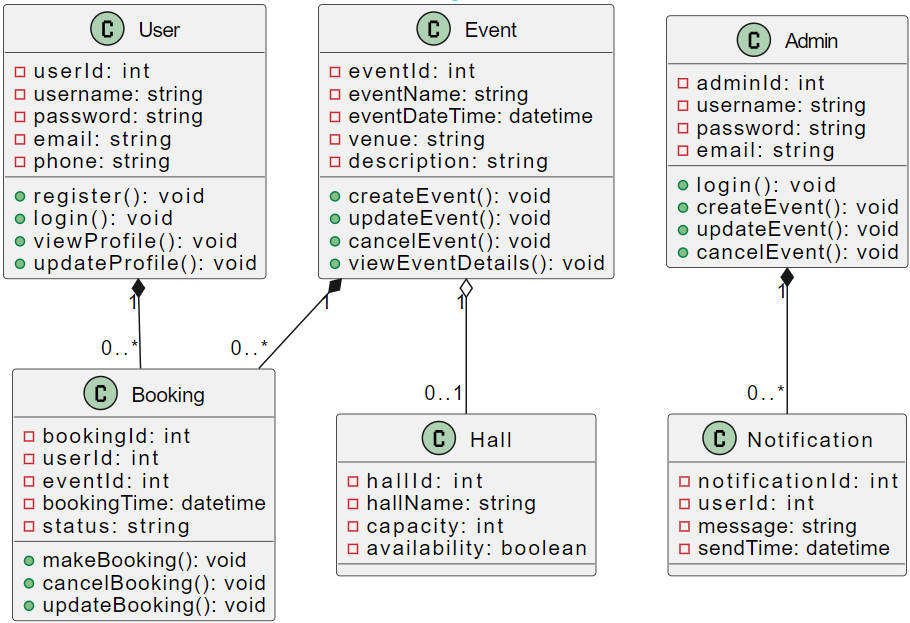 C User
userId: int
username: string
password: string
email: string
phone: string
register(): void
login(): void
viewProfile(): void
updateProfile(): void
C Event
eventId: int
eventName: string
eventDateTime: datetime
venue: string
description: string
createEvent(): void
updateEvent(): void
cancelEvent(): void
viewEventDetails(): void
C Admin
adminId: int
username: string
password: string
email: string
login(): void
createEvent(): void
updateEvent(): void
cancelEvent(): void
1
0..*
1
0..*
1
0..1
1
0..*
C Booking
bookingId: int
userId: int
eventId: int
bookingTime: datetime
status: string
makeBooking(): void
cancelBooking(): void
updateBooking(): void
C Hall
hallId: int
hallName: string
capacity: int
availability: boolean
C Notification
notificationId: int
userId: int
message: string
sendTime: datetime